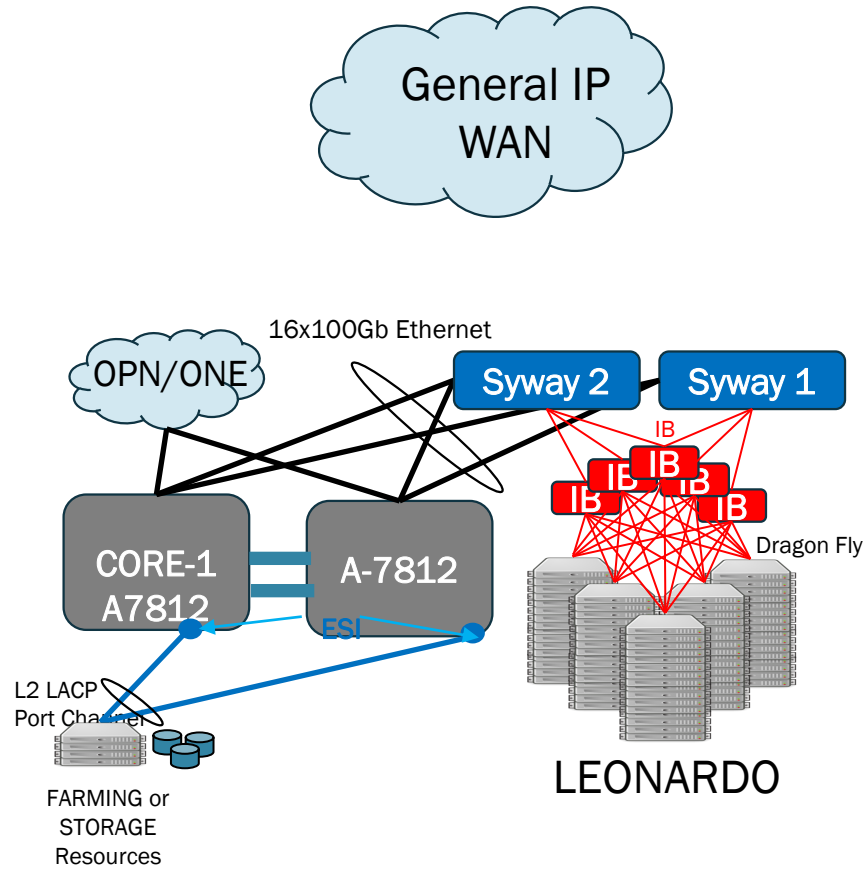 General IP
WAN
16x100Gb Ethernet
OPN/ONE
Syway 2
Syway 1
IB
IB
IB
IB
IB
IB
Dragon Fly
CORE-1
A7812
A-7812
ESI
L2 LACP
Port Channel
LEONARDO
FARMING or
STORAGE
Resources